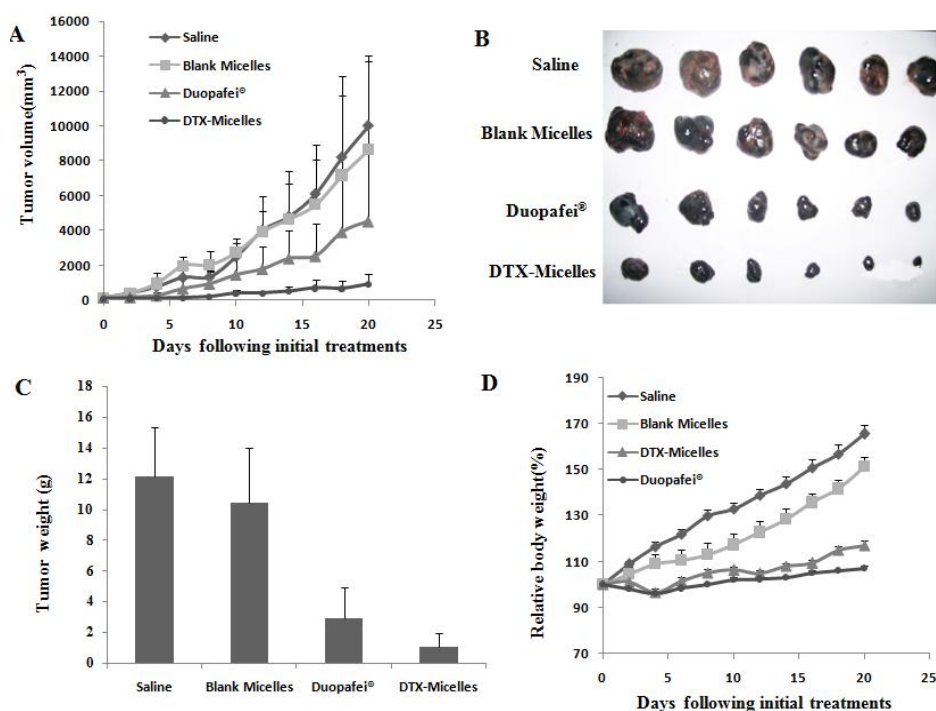 A
16000
14000
12000
10000
8000
6000
4000
2000
0
Tumor volume(mm³)
Saline
Blank Micelles
Duopafei®
DTX-Micelles
0 5 10 15 20 25
Days following initial treatments
B
Saline
Blank Micelles
Duopafei®
DTX-Micelles
C
18
16
14
12
10
8
6
4
2
0
Tumor weight (g)
Saline Blank Micelles Duopafei® DTX-Micelles
D
190
170
150
130
110
90
70
Relative body weight(%)
Saline
Blank Micelles
DTX-Micelles
Duopafei®
0 5 10 15 20 25
Days following initial treatments